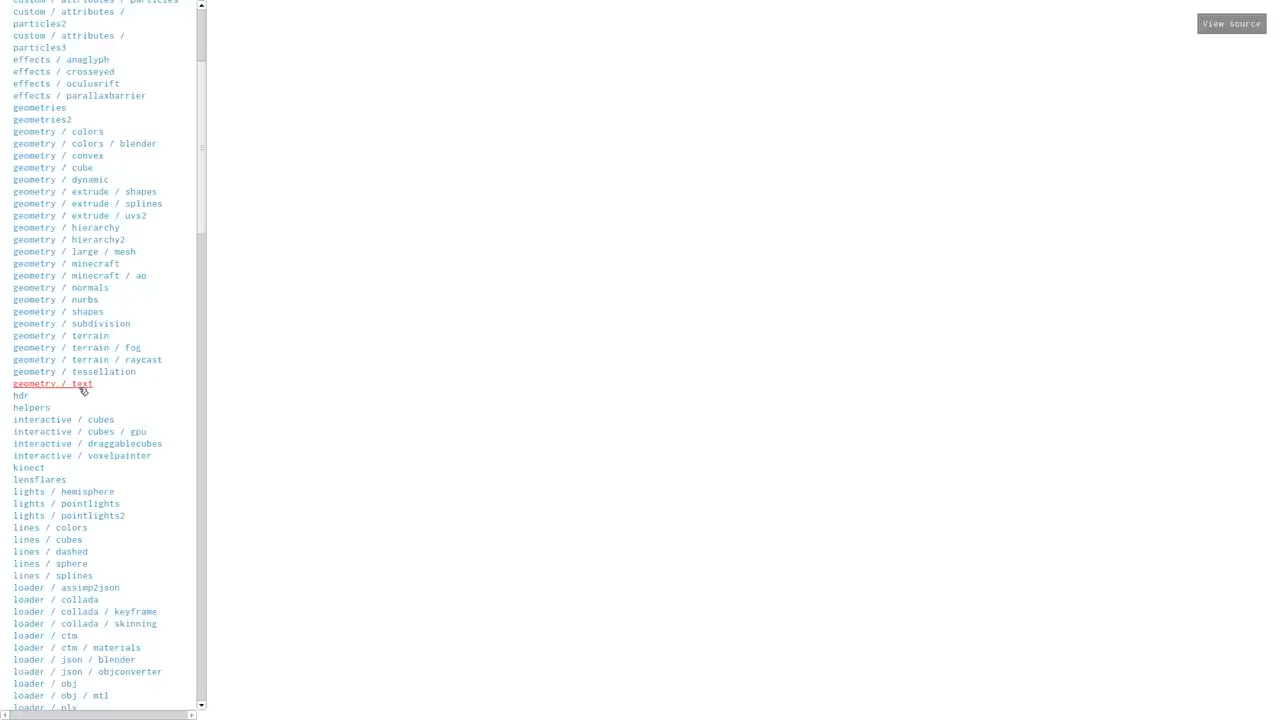 custom / attributes / particles
custom / attributes /
particles2
custom / attributes /
particles3
effects / anaglyph
effects / crosseyed
effects / oculusrift
effects / parallaxbarrier
geometries
geometries2
geometry / colors
geometry / colors / blender
geometry / convex
geometry / cube
geometry / dynamic
geometry / extrude / shapes
geometry / extrude / splines
geometry / extrude / uvs2
geometry / hierarchy
geometry / hierarchy2
geometry / large / mesh
geometry / minecraft
geometry / minecraft / ao
geometry / normals
geometry / nurbs
geometry / shapes
geometry / subdivision
geometry / terrain
geometry / terrain / fog
geometry / terrain / raycast
geometry / tessellation
geometry / text
hdr
helpers
interactive / cubes
interactive / cubes / gpu
interactive / draggablecubes
interactive / voxelpainter
kinect
lensflares
lights / hemisphere
lights / pointlights
lights / pointlights2
lines / colors
lines / cubes
lines / dashed
lines / sphere
lines / splines
loader / assimp2json
loader / collada
loader / collada / keyframe
loader / collada / skinning
loader / ctm
loader / ctm / materials
loader / json / blender
loader / json / objconverter
loader / obj
loader / obj / mtl
loader / ply
View source